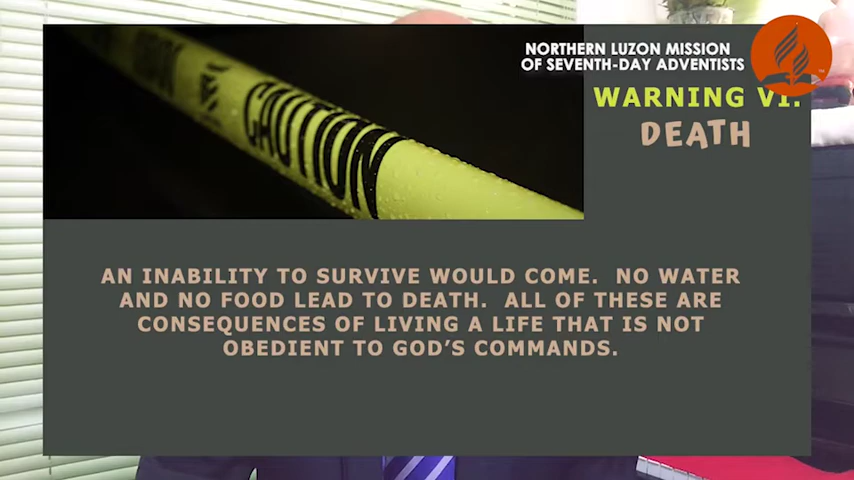 NORTHERN LUZON MISSION
OF SEVENTH-DAY ADVENTISTS
WARNING VI:
DEATH
CAUTION
AN INABILITY TO SURVIVE WOULD COME. NO WATER
AND NO FOOD LEAD TO DEATH. ALL OF THESE ARE
CONSEQUENCES OF LIVING A LIFE THAT IS NOT
OBEDIENT TO GOD'S COMMANDS.